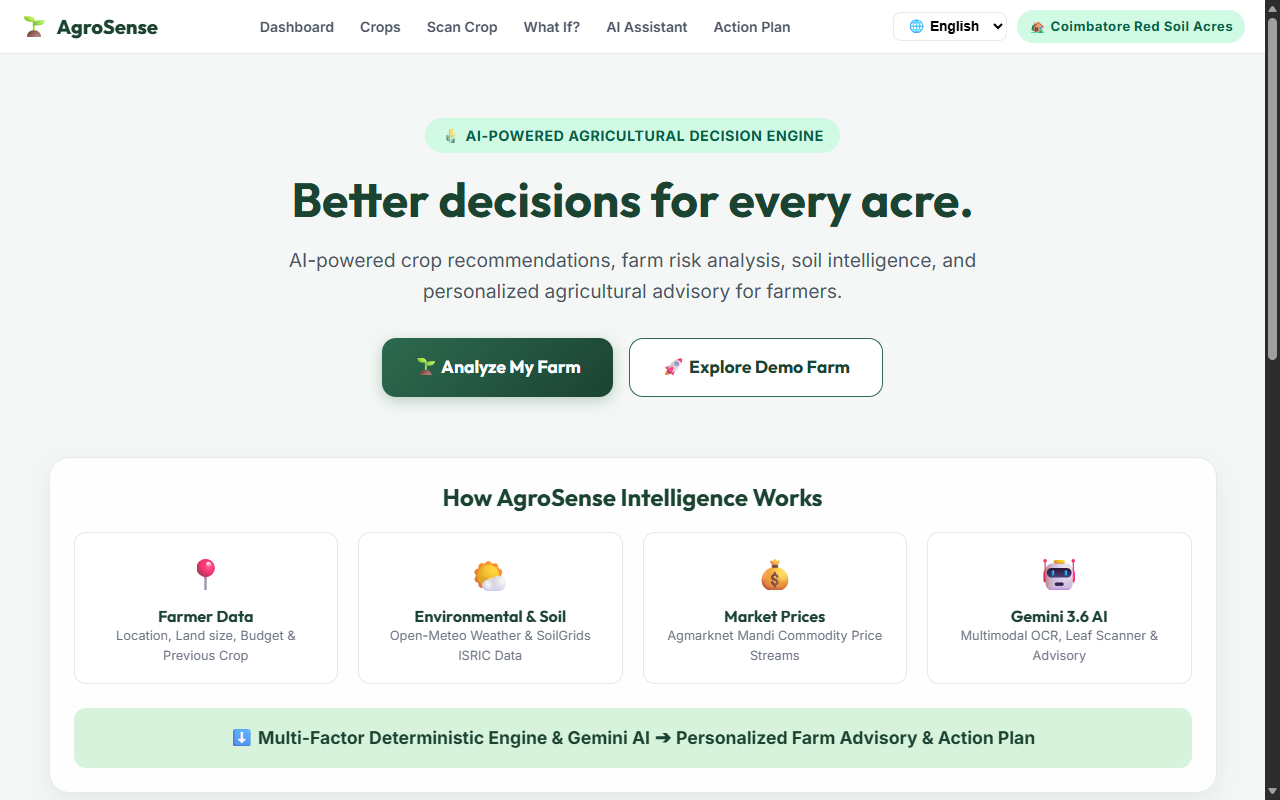 AgroSense
Dashboard
Crops
Scan Crop
What If?
AI Assistant
Action Plan
English
Coimbatore Red Soil Acres
AI-POWERED AGRICULTURAL DECISION ENGINE
Better decisions for every acre.
AI-powered crop recommendations, farm risk analysis, soil intelligence, and
personalized agricultural advisory for farmers.
Analyze My Farm
Explore Demo Farm
How AgroSense Intelligence Works
Farmer Data
Location, Land size, Budget &
Previous Crop
Environmental & Soil
Open-Meteo Weather & SoilGrids
ISRIC Data
Market Prices
Agmarknet Mandi Commodity Price
Streams
Gemini 3.6 AI
Multimodal OCR, Leaf Scanner &
Advisory
Multi-Factor Deterministic Engine & Gemini AI ➔ Personalized Farm Advisory & Action Plan